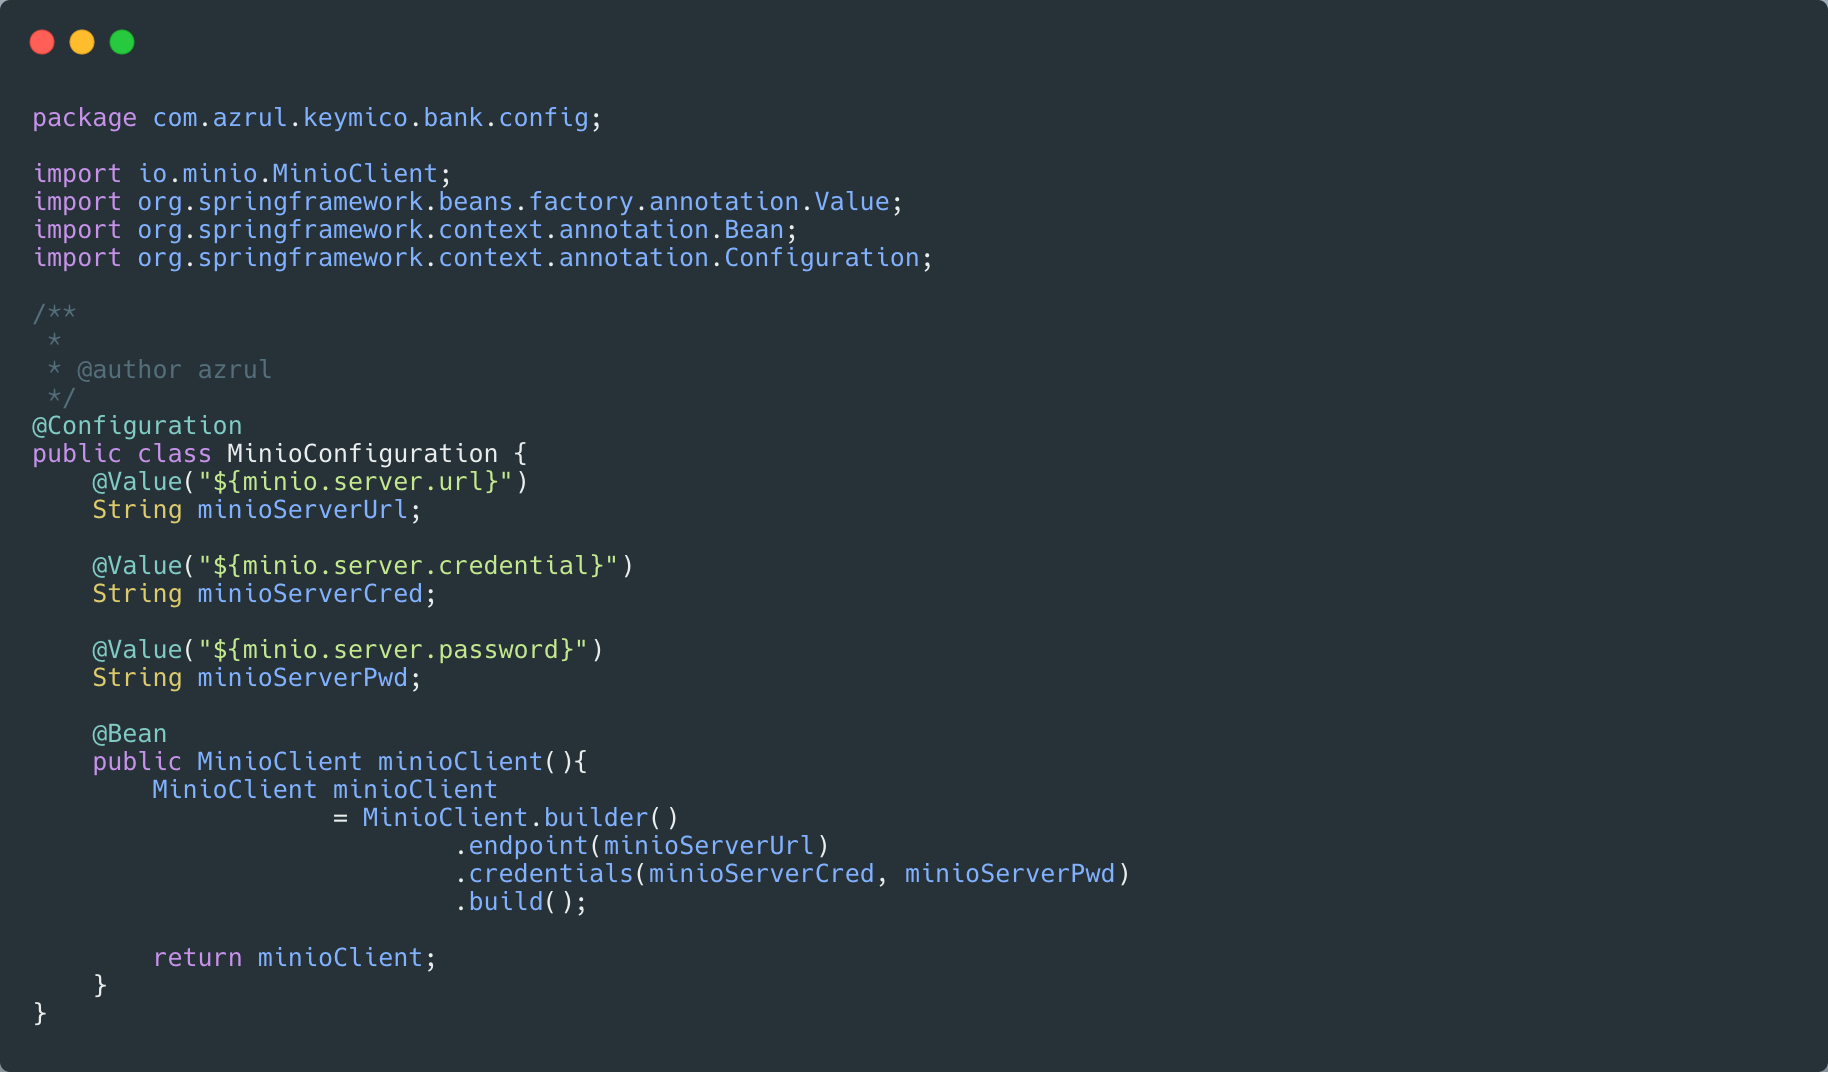 package com.azrul.keymico.bank.config;

import io.minio.MinioClient;
import org.springframework.beans.factory.annotation.Value;
import org.springframework.context.annotation.Bean;
import org.springframework.context.annotation.Configuration;

/**
 *
 * @author azrul
 */
@Configuration
public class MinioConfiguration {
    @Value("${minio.server.url}")
    String minioServerUrl;

    @Value("${minio.server.credential}")
    String minioServerCred;

    @Value("${minio.server.password}")
    String minioServerPwd;

    @Bean
    public MinioClient minioClient(){
        MinioClient minioClient
                    = MinioClient.builder()
                            .endpoint(minioServerUrl)
                            .credentials(minioServerCred, minioServerPwd)
                            .build();

        return minioClient;
    }
}